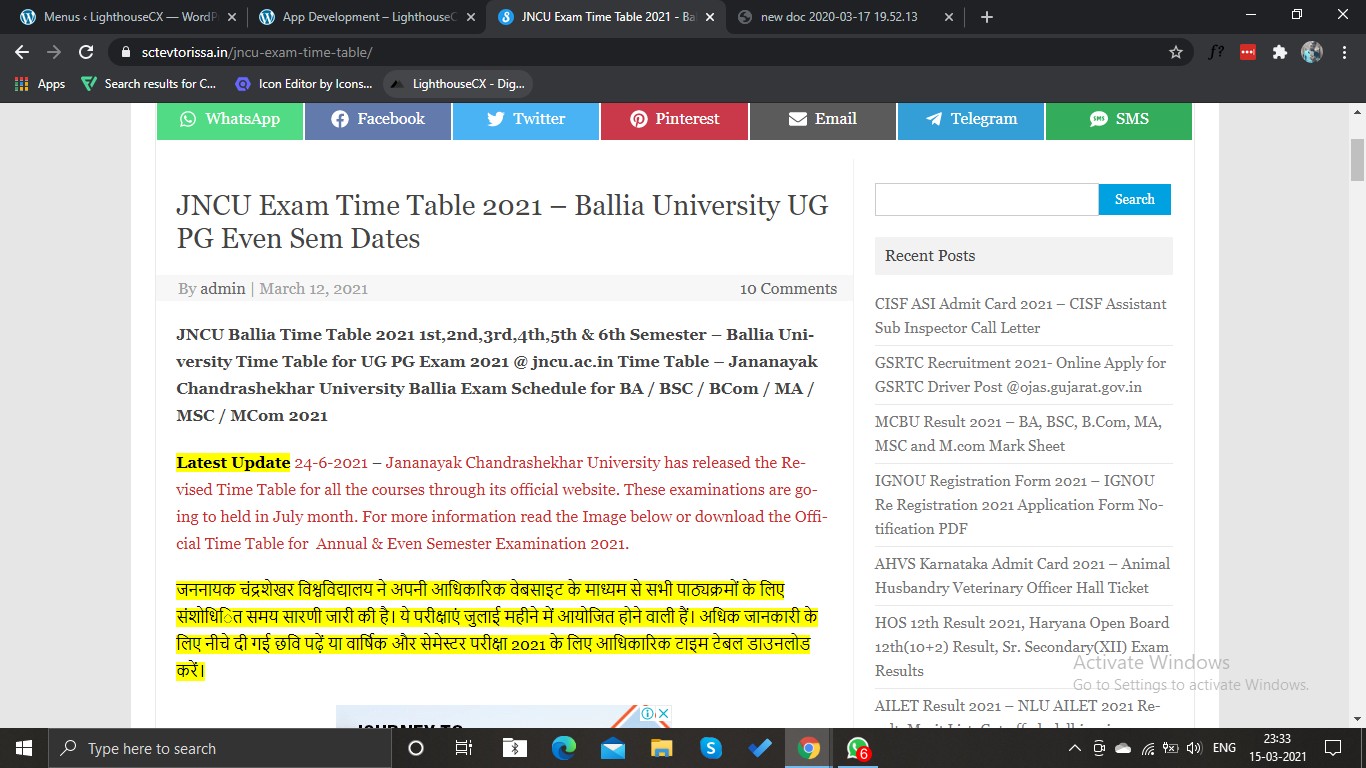 Menus ‹ LighthouseCX — WordP
App Development – LighthouseC
JNCU Exam Time Table 2021 - Ba
new doc 2020-03-17 19.52.13
sctevtorissa.in/jncu-exam-time-table/
f?
Apps
Search results for C...
Icon Editor by Icons...
LighthouseCX - Dig...
WhatsApp
Facebook
Twitter
Pinterest
Email
Telegram
SMS
JNCU Exam Time Table 2021 – Ballia University UG
PG Even Sem Dates
By admin | March 12, 2021
10 Comments
JNCU Ballia Time Table 2021 1st,2nd,3rd,4th,5th & 6th Semester – Ballia Uni-
versity Time Table for UG PG Exam 2021 @ jncu.ac.in Time Table – Jananayak
Chandrashekhar University Ballia Exam Schedule for BA / BSC / BCom / MA /
MSC / MCom 2021
Latest Update 24-6-2021 – Jananayak Chandrashekhar University has released the Re-
vised Time Table for all the courses through its official website. These examinations are go-
ing to held in July month. For more information read the Image below or download the Offi-
cial Time Table for Annual & Even Semester Examination 2021.
जननायक चंद्रशेखर विश्वविद्यालय ने अपनी आधिकारिक वेबसाइट के माध्यम से सभी पाठ्यक्रमों के लिए
संशोधिित समय सारणी जारी की है। ये परीक्षाएं जुलाई महीने में आयोजित होने वाली हैं। अधिक जानकारी के
लिए नीचे दी गई छवि पढ़ें या वार्षिक और सेमेस्टर परीक्षा 2021 के लिए आधिकारिक टाइम टेबल डाउनलोड
करें।
JOURNEY TO
Search
Recent Posts
CISF ASI Admit Card 2021 – CISF Assistant
Sub Inspector Call Letter
GSRTC Recruitment 2021- Online Apply for
GSRTC Driver Post @ojas.gujarat.gov.in
MCBU Result 2021 – BA, BSC, B.Com, MA,
MSC and M.com Mark Sheet
IGNOU Registration Form 2021 – IGNOU
Re Registration 2021 Application Form No-
tification PDF
AHVS Karnataka Admit Card 2021 – Animal
Husbandry Veterinary Officer Hall Ticket
HOS 12th Result 2021, Haryana Open Board
12th(10+2) Result, Sr. Secondary(XII) Exam
Results
AILET Result 2021 – NLU AILET 2021 Re-
Activate Windows
Go to Settings to activate Windows.
Type here to search
6
ENG
23:33
15-03-2021